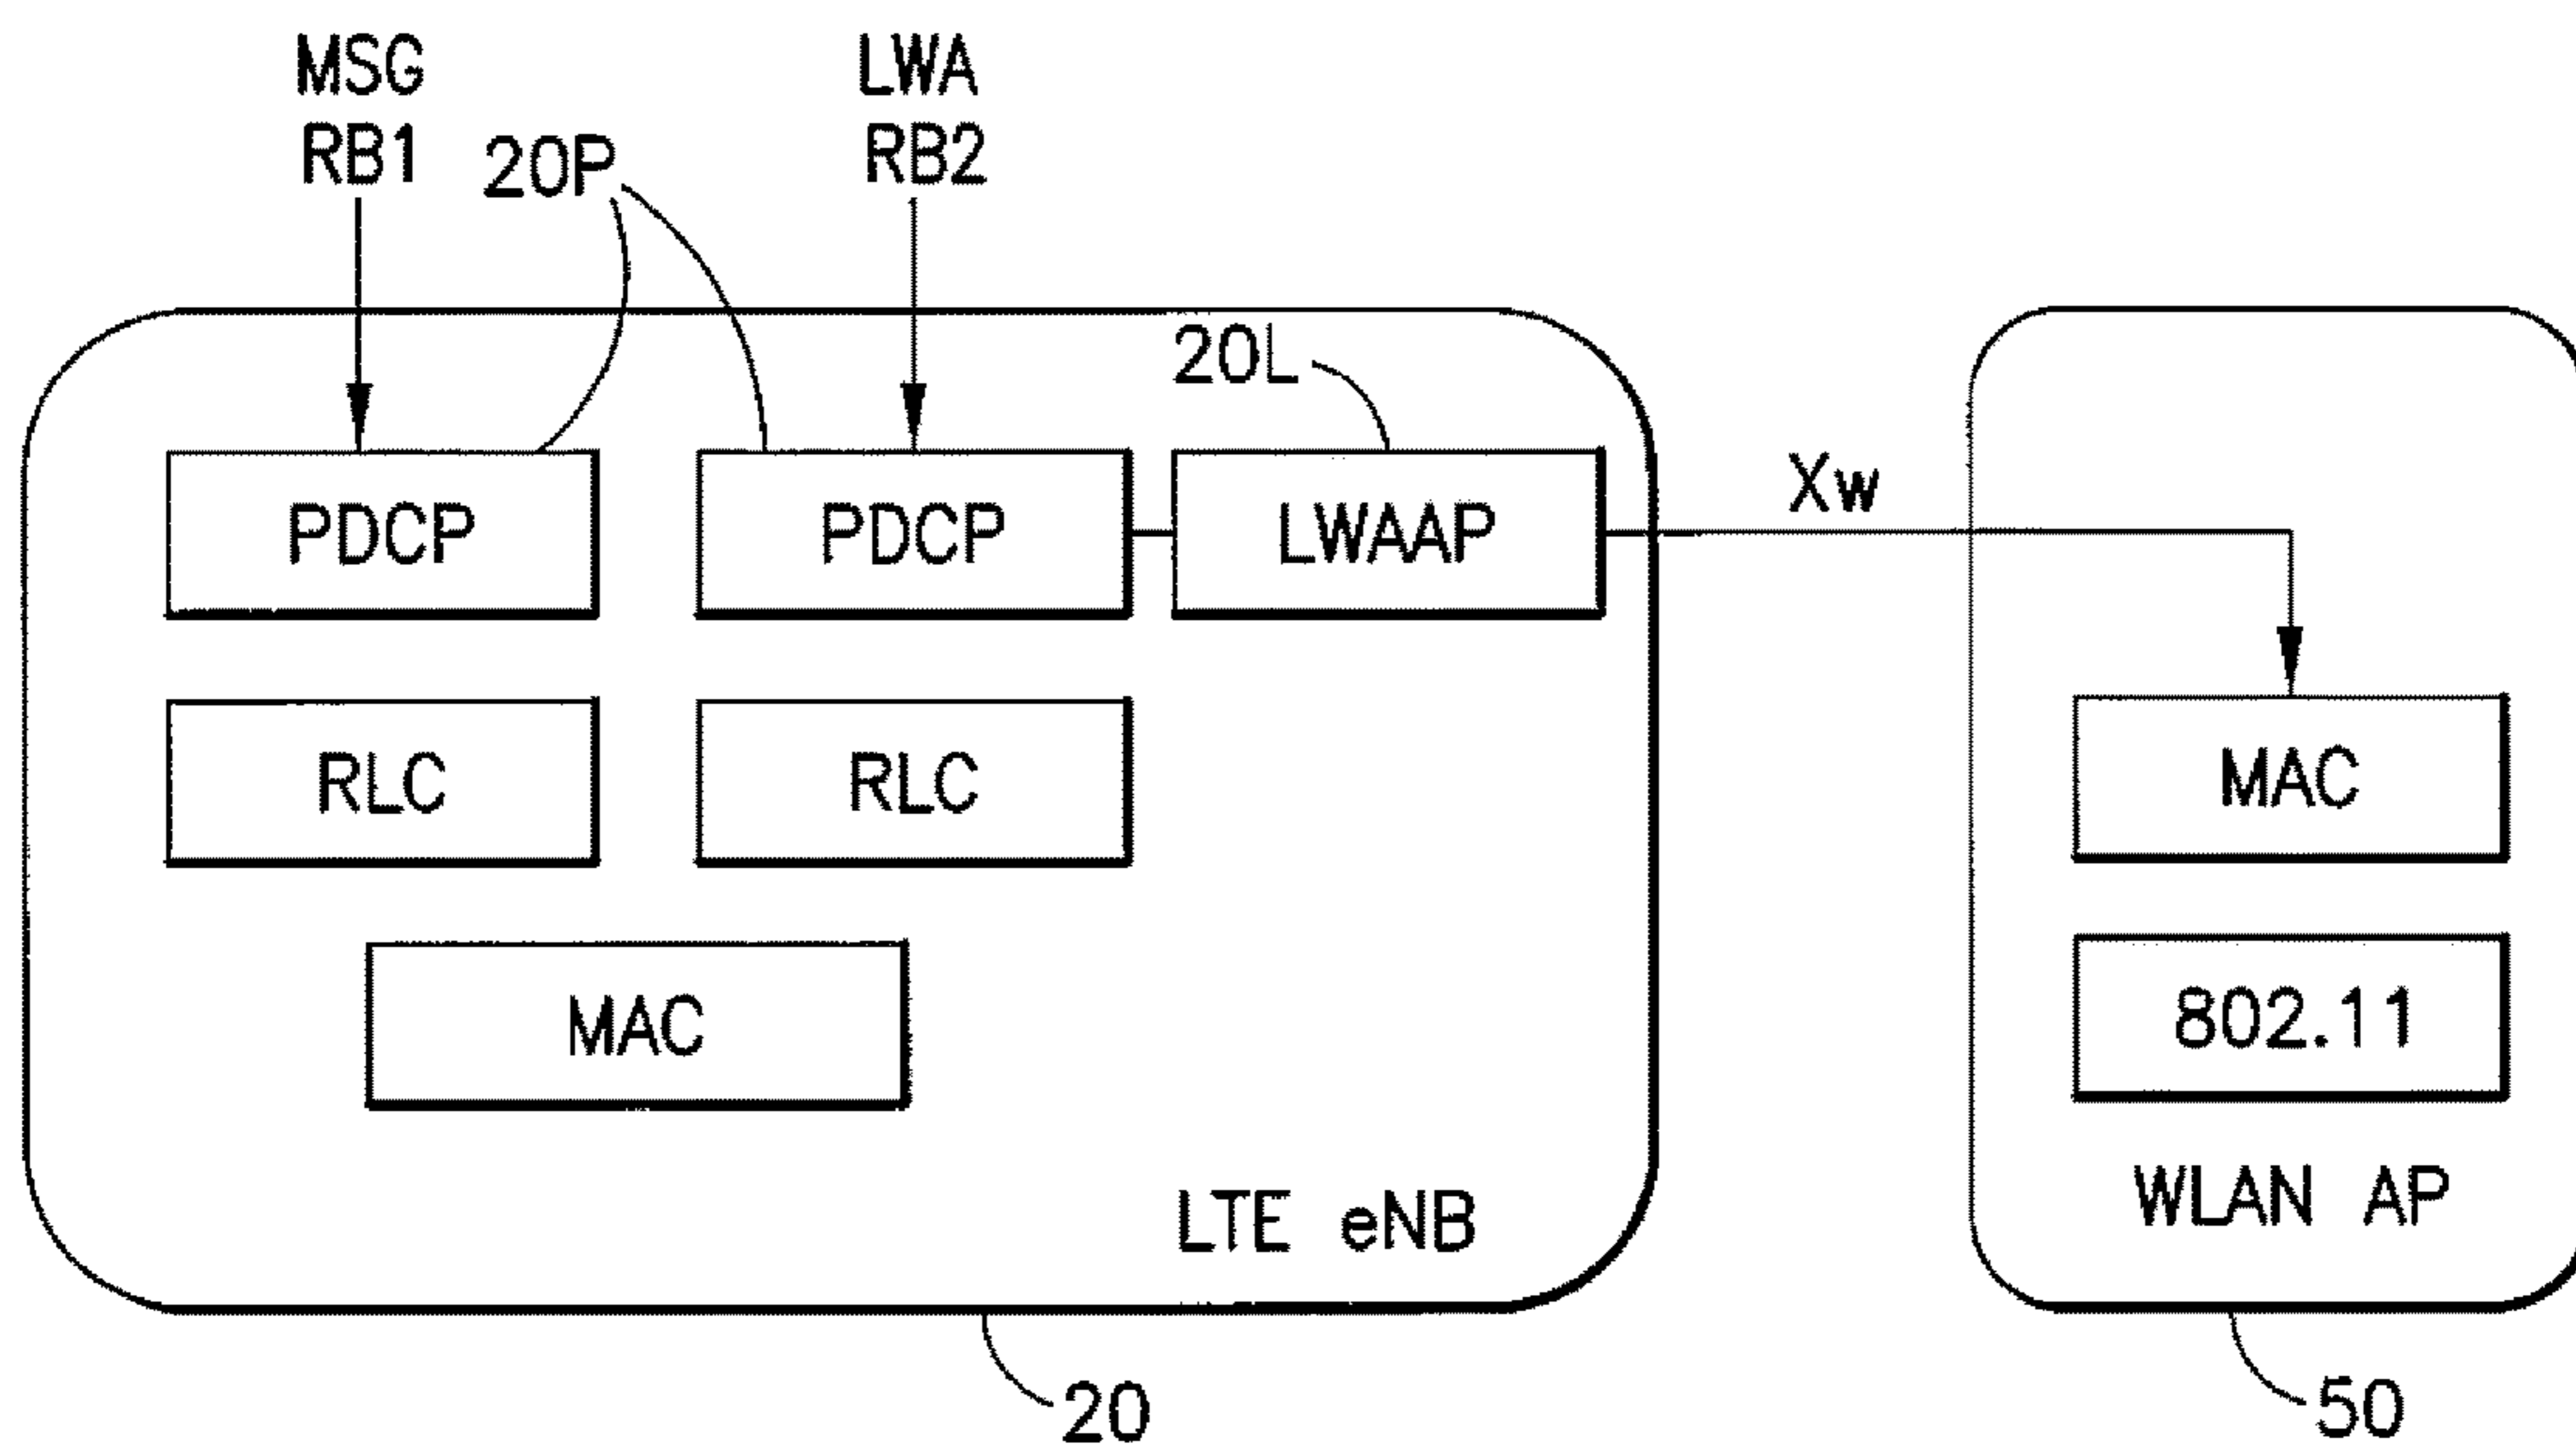 MSG
RB1
20P
LWA
RB2
20L
PDCP
PDCP
LWAAP
Xw
RLC
RLC
MAC
MAC
802.11
LTE eNB
WLAN AP
20
50